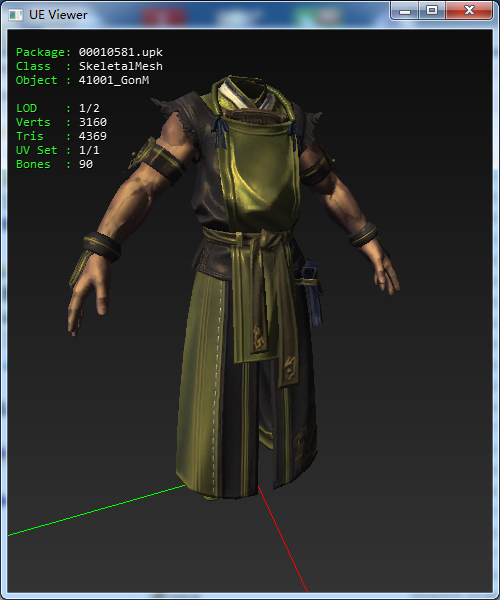 UE Viewer
Package: 00010581.upk
Class : SkeletalMesh
Object : 41001_GonM
LOD : 1/2
Verts : 3160
Tris : 4369
UV Set : 1/1
Bones : 90